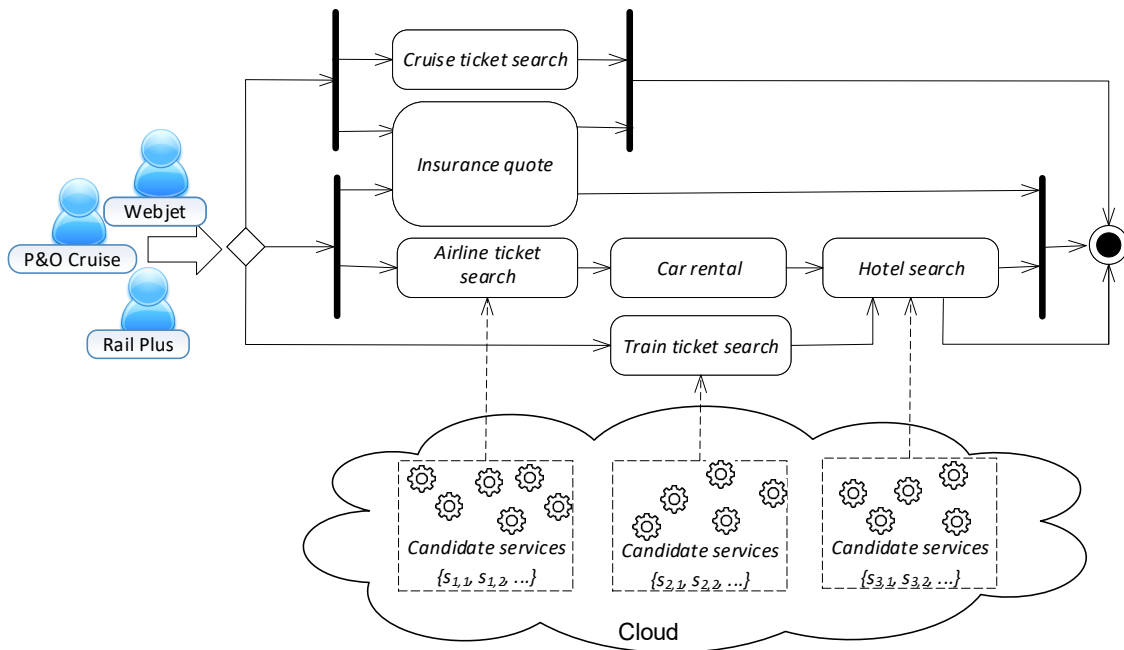 Cruise ticket search
Insurance quote
Webjet
P&O Cruise
Rail Plus
Airline ticket
search
Car rental
Hotel search
Train ticket search
Candidate services
{s1,1, s1,2, ...}
Candidate services
{s2,1, s2,2, ...}
Candidate services
{s3,1, s3,2, ...}
Cloud